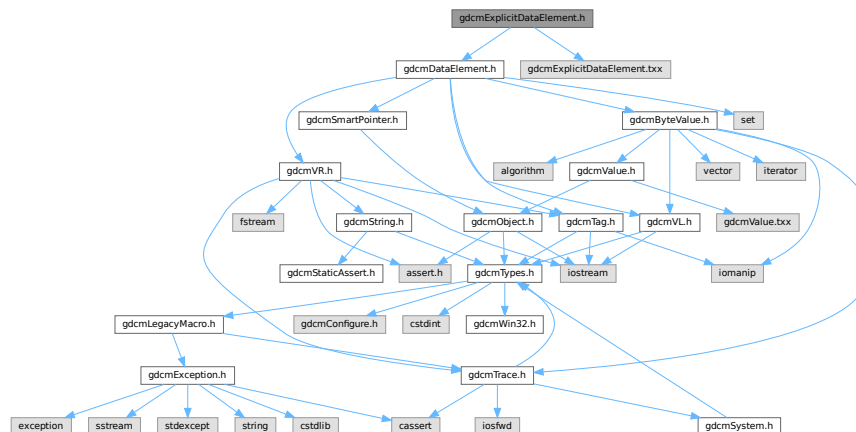 gdcmExplicitDataElement.h
gdcmDataElement.h
gdcmExplicitDataElement.txx
gdcmSmartPointer.h
gdcmByteValue.h
set
gdcmVR.h
algorithm
gdcmValue.h
vector
iterator
fstream
gdcmString.h
gdcmObject.h
gdcmTag.h
gdcmVL.h
gdcmValue.txx
gdcmStaticAssert.h
assert.h
gdcmTypes.h
iostream
iomanip
gdcmLegacyMacro.h
gdcmConfigure.h
cstdint
gdcmWin32.h
gdcmException.h
gdcmTrace.h
exception
sstream
stdexcept
string
cstdlib
cassert
iosfwd
gdcmSystem.h